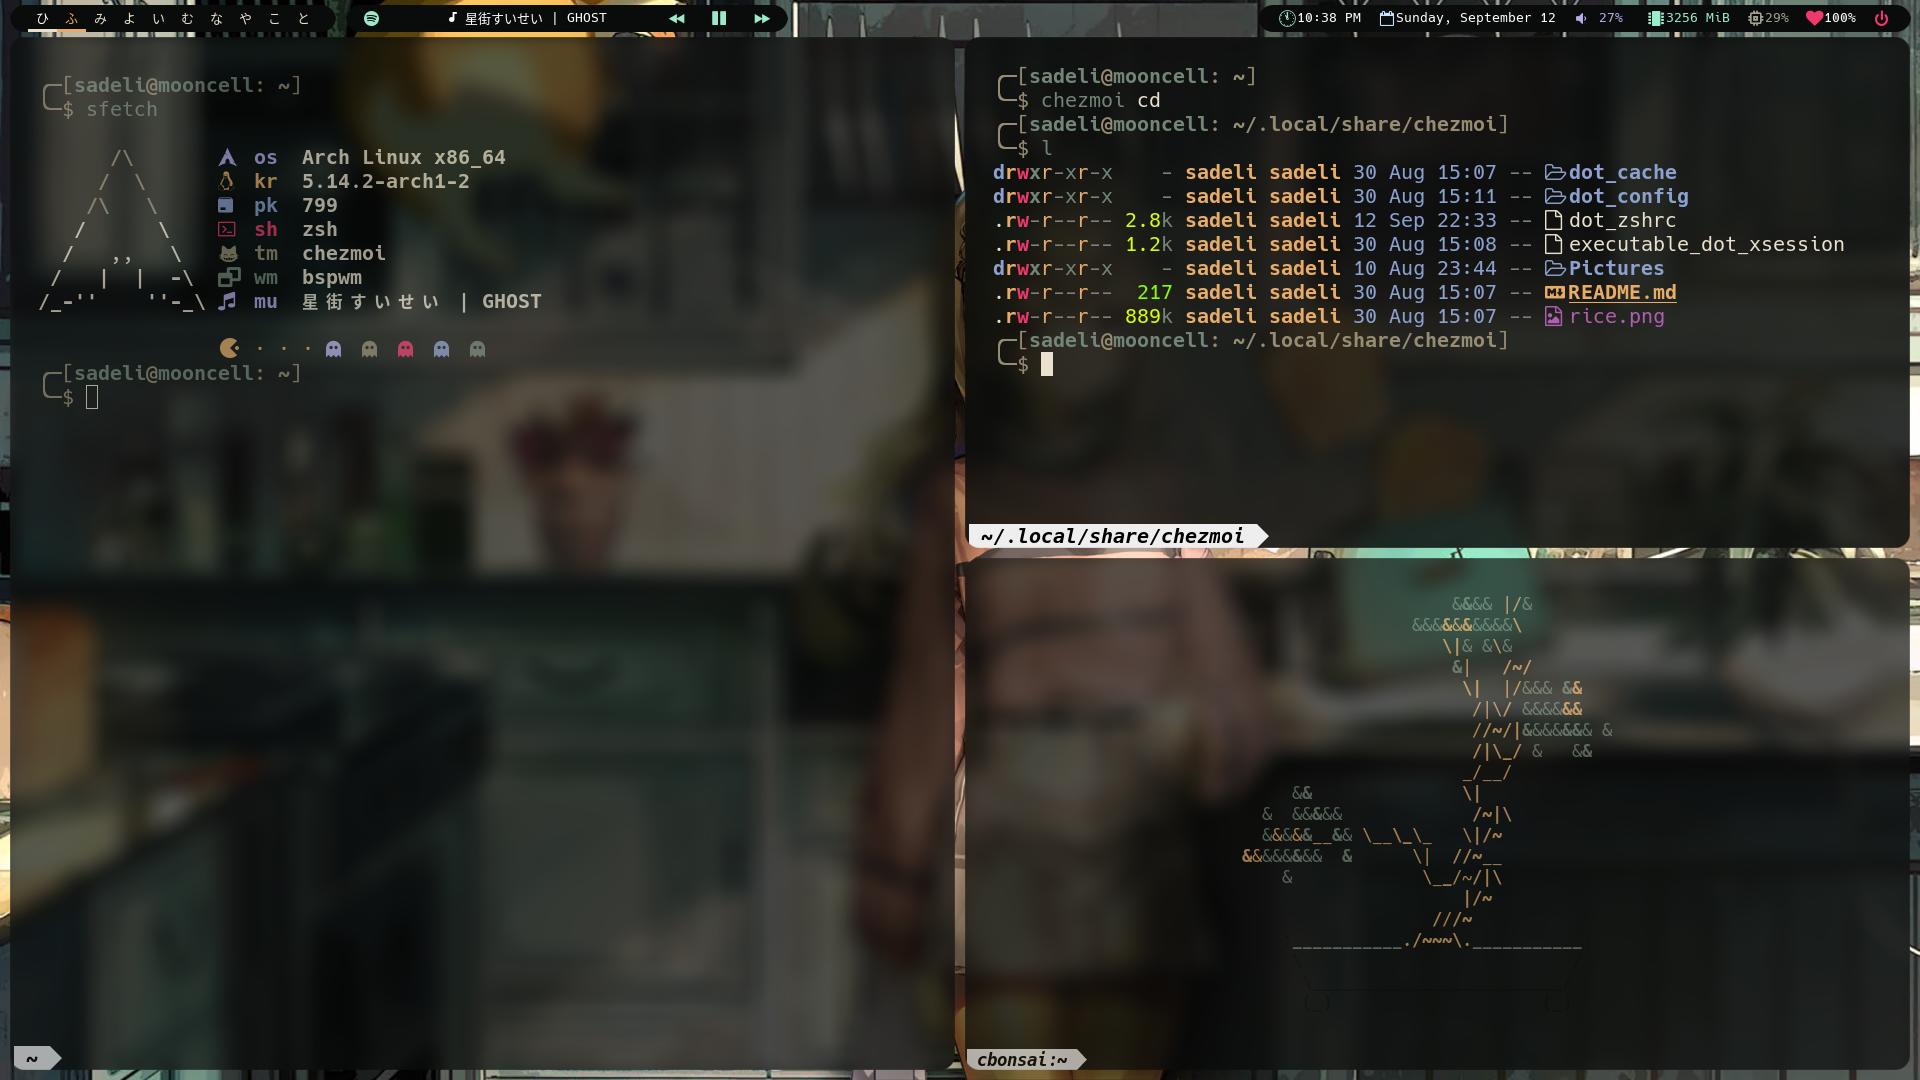 ひ ふ み よ い む な や こ と
星街すいせい | GHOST
10:38 PM Sunday, September 12 27% 3256 MiB 29% 100%
[sadeli@mooncell: ~]
$ sfetch
os Arch Linux x86_64
kr 5.14.2-arch1-2
pk 799
sh zsh
tm chezmoi
wm bspwm
mu 星街すいせい | GHOST
[sadeli@mooncell: ~]
$
~
[sadeli@mooncell: ~]
$ chezmoi cd
[sadeli@mooncell: ~/.local/share/chezmoi]
$ l
drwxr-xr-x - sadeli sadeli 30 Aug 15:07 -- dot_cache
drwxr-xr-x - sadeli sadeli 30 Aug 15:11 -- dot_config
.rw-r--r-- 2.8k sadeli sadeli 12 Sep 22:33 -- dot_zshrc
.rw-r--r-- 1.2k sadeli sadeli 30 Aug 15:08 -- executable_dot_xsession
drwxr-xr-x - sadeli sadeli 10 Aug 23:44 -- Pictures
.rw-r--r-- 217 sadeli sadeli 30 Aug 15:07 -- README.md
.rw-r--r-- 889k sadeli sadeli 30 Aug 15:07 -- rice.png
[sadeli@mooncell: ~/.local/share/chezmoi]
$
~/.local/share/chezmoi
cbonsai:~